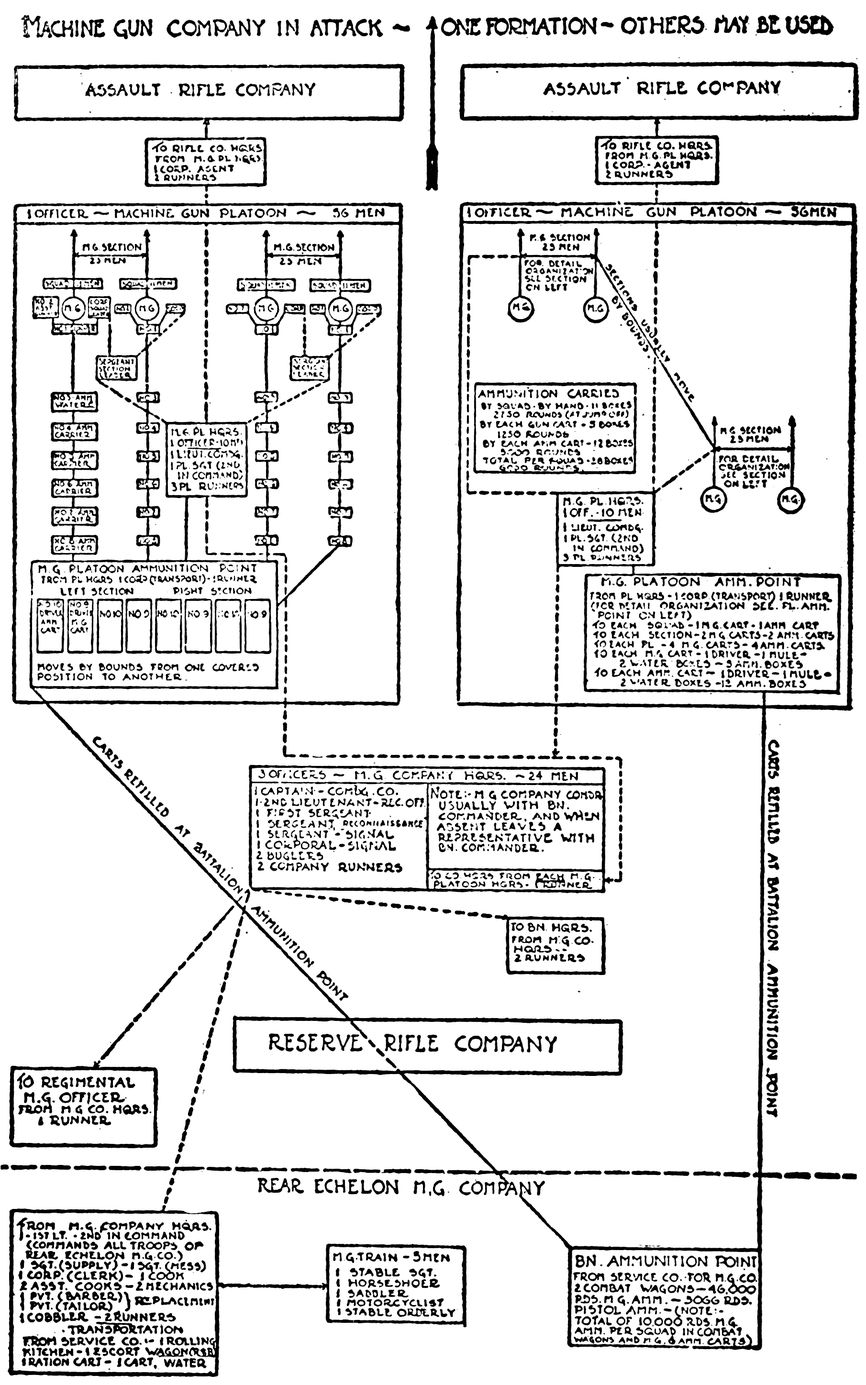 MACHINE GUN COMPANY IN ATTACK ~ ONE FORMATION ~ OTHERS MAY BE USED
ASSAULT RIFLE COMPANY
TO RIFLE CO. HQRS.
FROM M.G. PL HQRS.
1 CORP. AGENT
2 RUNNERS
1 OFFICER ~ MACHINE GUN PLATOON ~ 56 MEN
M.G. SECTION
23 MEN
M.G. SECTION
23 MEN
SQUAD 11 MEN
SQUAD 11 MEN
SQUAD 11 MEN
SQUAD 11 MEN
M.G
M.G
M.G
M.G
SERGEANT
SECTION
LEADER
SECTION
LEADER
NO. 5 AMM
WATER
NO. 4 AMM
CARRIER
CARRIER
NO. 6 AMM
CARRIER
NO. 7 AMM
CARRIER
NO. 8 AMM
CARRIER
M.G. PL HQRS.
1 OFFICER-10 MEN
1 LIEUT. COMDG.
1 PL. SGT (2ND
IN COMMAND)
3 PL RUNNERS
M.G. PLATOON AMMUNITION POINT
FROM PL HQRS 1 CORP (TRANSPORT)-1 RUNNER
LEFT SECTION RIGHT SECTION
NO. 10
DRIVER
AMM
CART
NO. 9
DRIVER
M.G
CART
NO. 10
NO. 9
NO. 10
NO. 9
NO. 10
NO. 9
MOVES BY BOUNDS FROM ONE COVERED
POSITION TO ANOTHER.
ASSAULT RIFLE COMPANY
TO RIFLE CO. HQRS.
FROM M.G. PL HQRS.
1 CORP.- AGENT
2 RUNNERS
1 OFFICER ~ MACHINE GUN PLATOON ~ 56 MEN
M.G SECTION
23 MEN
FOR DETAIL
ORGANIZATION
SEE SECTION
ON LEFT
M.G
M.G
SECTIONS USUALLY MOVE
BY BOUNDS.
AMMUNITION CARRIED
BY SQUAD - BY HAND - 11 BOXES
2750 ROUNDS (AT JUMP OFF)
BY EACH GUN CART - 5 BOXES
1250 ROUNDS
BY EACH AMM CART - 12 BOXES
3000 ROUNDS
TOTAL PER SQUAD - 28 BOXES
ROUNDS
M.G SECTION
23 MEN
FOR DETAIL
ORGANIZATION
SEE SECTION
ON LEFT
M.G.
M.G.
M.G. PL HQRS.
1 OFF. - 10 MEN
1 LIEUT. COMDG.
1 PL. SGT. (2ND
IN COMMAND)
3 PL RUNNERS
M.G. PLATOON AMM. POINT
FROM PL HQRS - 1 CORP (TRANSPORT) 1 RUNNER
(FOR DETAIL ORGANIZATION SEE PL. AMM.
POINT ON LEFT)
TO EACH SQUAD - 1 M.G. CART - 1 AMM CART
TO EACH SECTION - 2 M.G CARTS - 2 AMM. CARTS
TO EACH PL - 4 M.G. CARTS - 4 AMM. CARTS.
TO EACH M.G CART - 1 DRIVER - 1 MULE -
2 WATER BOXES - 5 AMM. BOXES
TO EACH AMM. CART - 1 DRIVER - 1 MULE -
2 WATER BOXES - 12 AMM. BOXES
CARTS REFILLED AT BATTALION AMMUNITION POINT
CARTS REFILLED AT BATTALION AMMUNITION POINT
3 OFFICERS ~ M.G COMPANY HQRS. ~ 24 MEN
1 CAPTAIN - COMDG. CO.
1-2ND LIEUTENANT - REC. OFF.
1 FIRST SERGEANT
1 SERGEANT, RECONNAISSANCE
1 SERGEANT - SIGNAL
1 CORPORAL - SIGNAL
2 BUGLERS
2 COMPANY RUNNERS
NOTE:- M G COMPANY COMDR
USUALLY WITH BN.
COMMANDER, AND WHEN
ABSENT LEAVES A
REPRESENTATIVE WITH
BN. COMMANDER.
TO CO HQRS FROM EACH M.G.
PLATOON HQRS - 1 RUNNER
TO BN. HQRS.
FROM M.G. CO.
HQRS. -
2 RUNNERS
RESERVE RIFLE COMPANY
TO REGIMENTAL
M.G. OFFICER
FROM M G CO. HQRS.
1 RUNNER
REAR ECHELON M.G. COMPANY
FROM M.G. COMPANY HQRS.
1 - 1ST LT. - 2ND IN COMMAND
(COMMANDS ALL TROOPS OF
REAR ECHELON M.G. CO.)
1 SGT. (SUPPLY) - 1 SGT. (MESS)
1 CORP. (CLERK) - 1 COOK
2 ASST. COOKS - 2 MECHANICS
1 PVT. (BARBER) }
1 PVT. (TAILOR) } REPLACEMENT
1 COBBLER - 2 RUNNERS
TRANSPORTATION
FROM SERVICE CO. :- 1 ROLLING
KITCHEN - 1 ESCORT WAGON (R&B)
1 RATION CART - 1 CART, WATER
M.G. TRAIN - 5 MEN
1 STABLE SGT.
1 HORSESHOER
1 SADDLER
1 MOTORCYCLIST
1 STABLE ORDERLY
BN. AMMUNITION POINT
FROM SERVICE CO. FOR M.G. CO.
2 COMBAT WAGONS - 46,000
RDS. M.G. AMM. - 3066 RDS.
PISTOL AMM. - (NOTE:-
TOTAL OF 10,000 RDS M.G.
AMM. PER SQUAD IN COMBAT
WAGONS AND M.G. & AMM. CARTS)